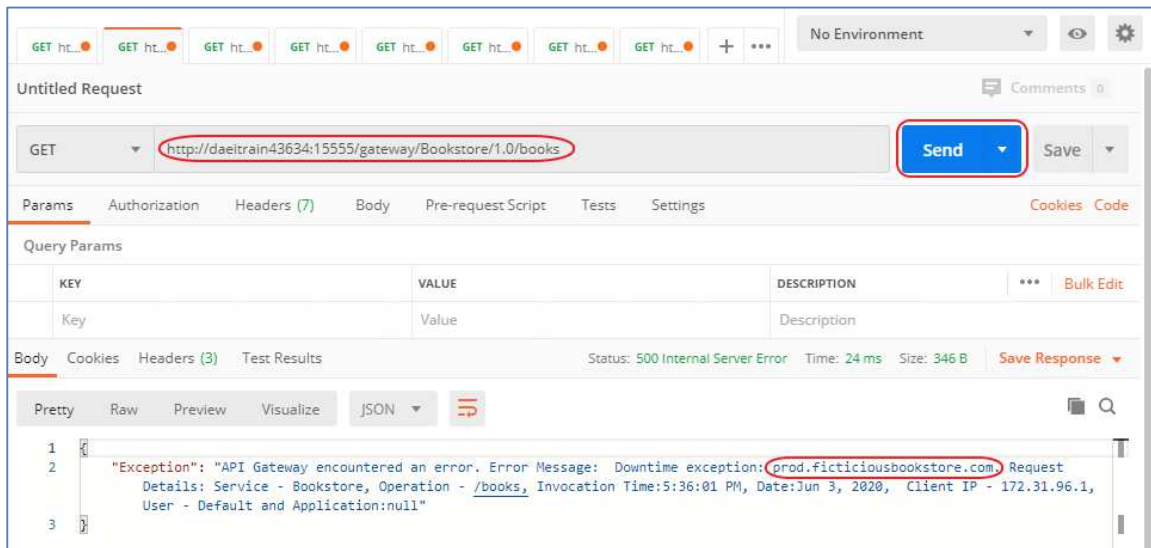 GET ht... GET ht... GET ht... GET ht... GET ht... GET ht... GET ht... GET ht... + ••• No Environment
Untitled Request Comments 0
GET http://daeitrain43634:15555/gateway/Bookstore/1.0/books Send Save
Params Authorization Headers (7) Body Pre-request Script Tests Settings Cookies Code
Query Params
KEY VALUE DESCRIPTION ••• Bulk Edit
Key Value Description
Body Cookies Headers (3) Test Results Status: 500 Internal Server Error Time: 24 ms Size: 346 B Save Response
Pretty Raw Preview Visualize JSON
1 {
2 "Exception": "API Gateway encountered an error. Error Message: Downtime exception: prod.ficticiousbookstore.com. Request
Details: Service - Bookstore, Operation - /books, Invocation Time:5:36:01 PM, Date:Jun 3, 2020, Client IP - 172.31.96.1,
User - Default and Application:null"
3 }